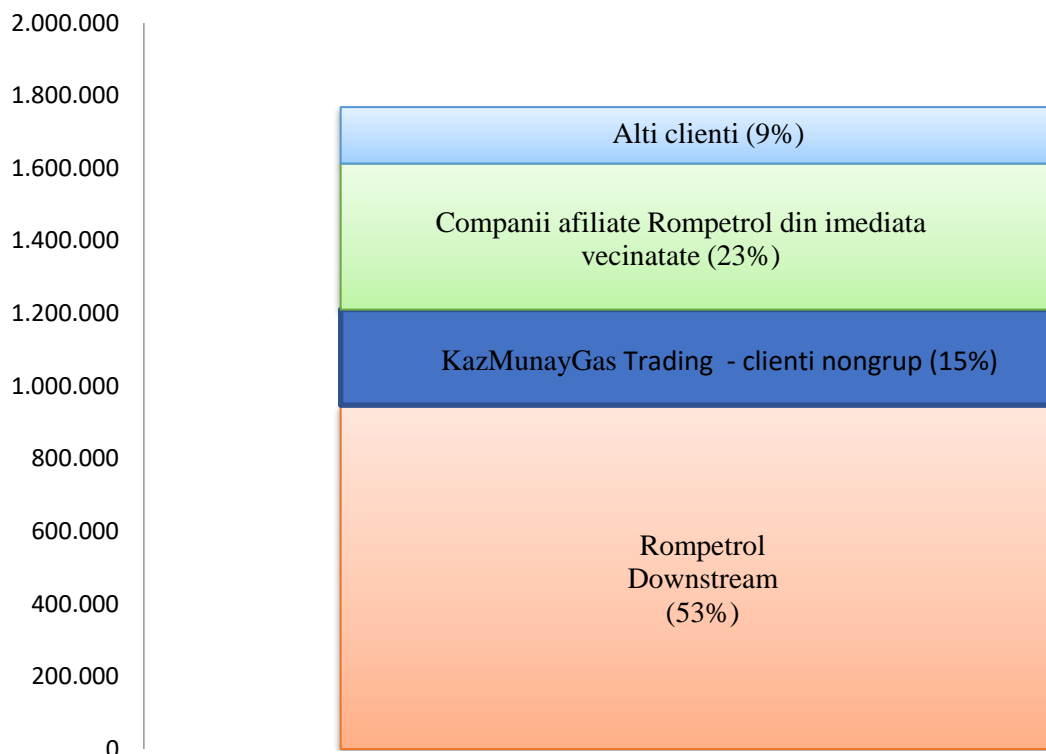 2.000.000
1.800.000
1.600.000
1.400.000
1.200.000
1.000.000
800.000
600.000
400.000
200.000
0
Alti clienti (9%)
Companii afiliate Rompetrol din imediata
vecinatate (23%)
KazMunayGas Trading - clienti nongrup (15%)
Rompetrol
Downstream
(53%)